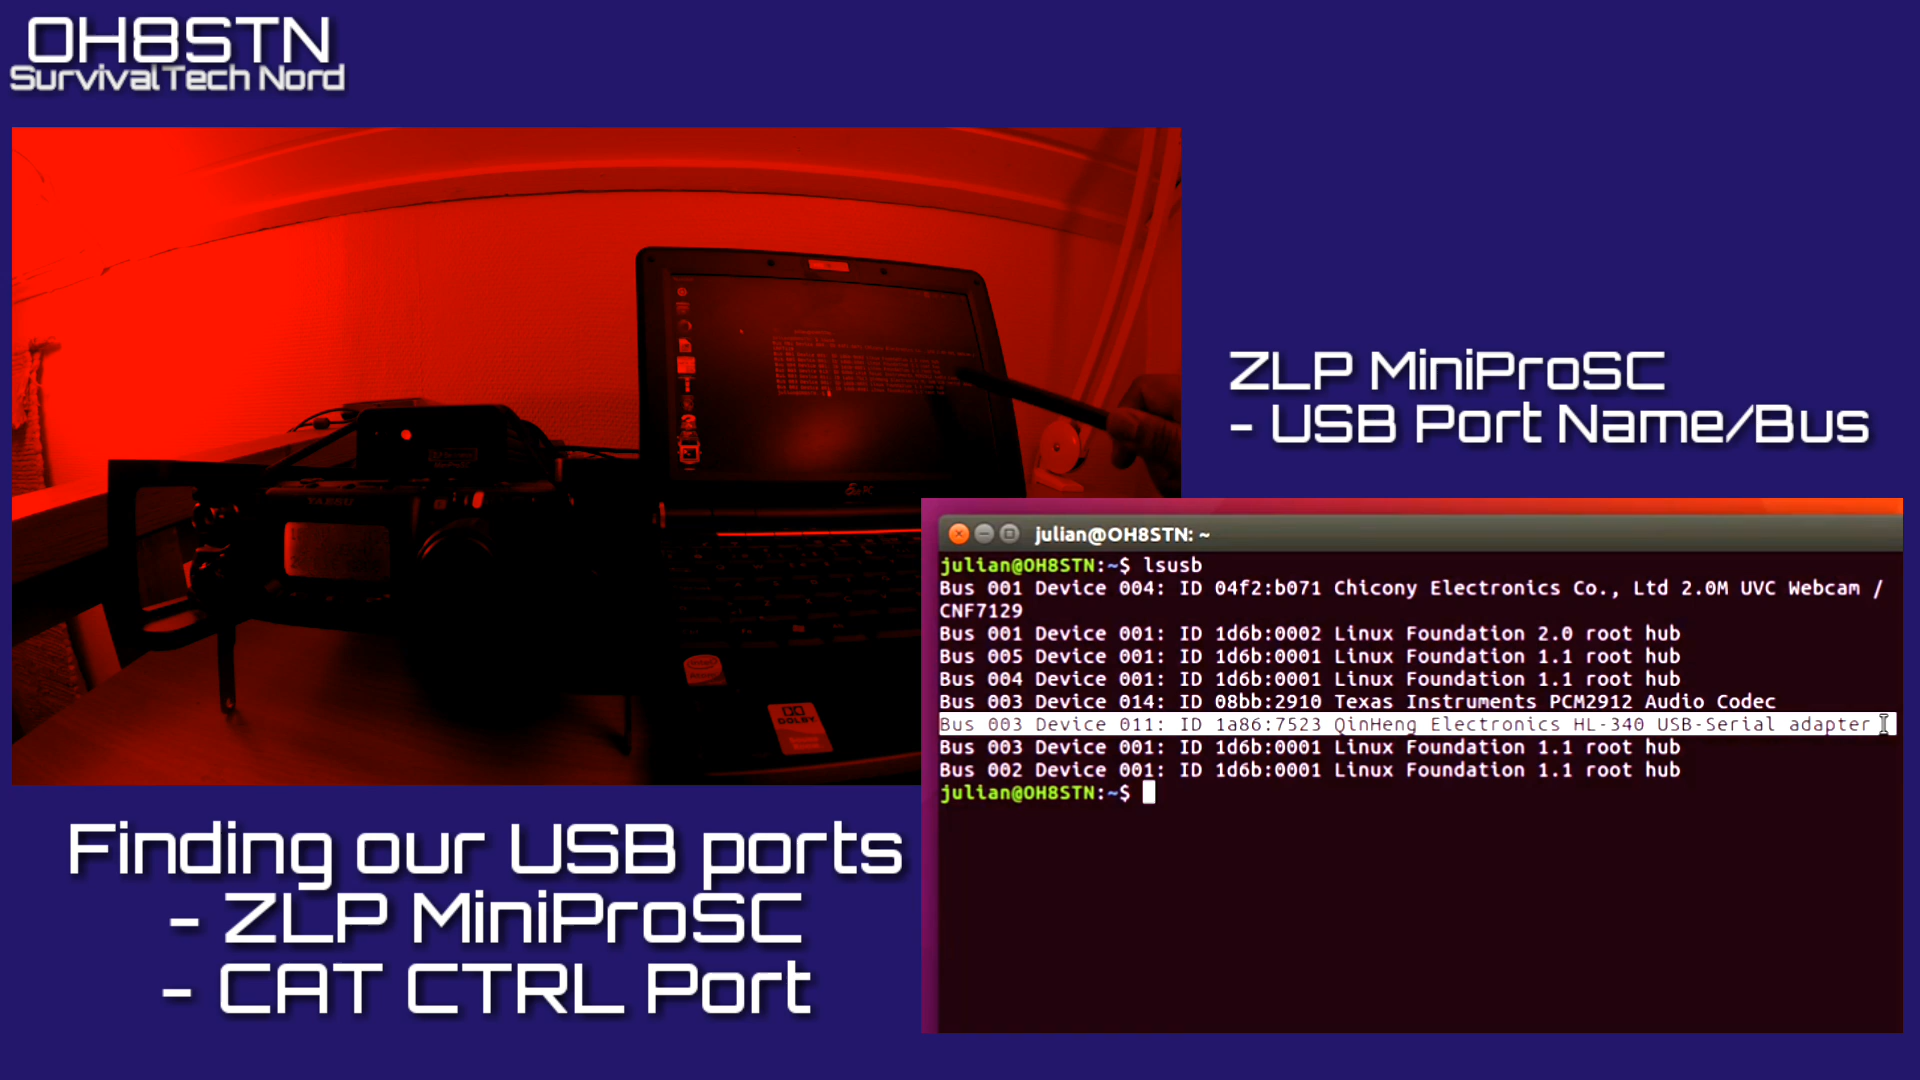 OH8STN
SurvivalTech Nord
YAESU
DOLBY
ZLP MiniProSC
- USB Port Name/Bus
julian@OH8STN: ~
julian@OH8STN:~$ lsusb
Bus 001 Device 004: ID 04f2:b071 Chicony Electronics Co., Ltd 2.0M UVC Webcam /
CNF7129
Bus 001 Device 001: ID 1d6b:0002 Linux Foundation 2.0 root hub
Bus 005 Device 001: ID 1d6b:0001 Linux Foundation 1.1 root hub
Bus 004 Device 001: ID 1d6b:0001 Linux Foundation 1.1 root hub
Bus 003 Device 014: ID 08bb:2910 Texas Instruments PCM2912 Audio Codec
Bus 003 Device 011: ID 1a86:7523 QinHeng Electronics HL-340 USB-Serial adapter
Bus 003 Device 001: ID 1d6b:0001 Linux Foundation 1.1 root hub
Bus 002 Device 001: ID 1d6b:0001 Linux Foundation 1.1 root hub
julian@OH8STN:~$
Finding our USB ports
- ZLP MiniProSC
- CAT CTRL Port